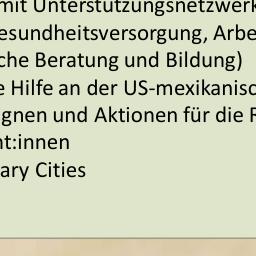 mit Unterstützungsnetzwerk
esundheitsversorgung, Arbe
che Beratung und Bildung)
e Hilfe an der US-mexikanisc
gnen und Aktionen für die R
nt:innen
ary Cities